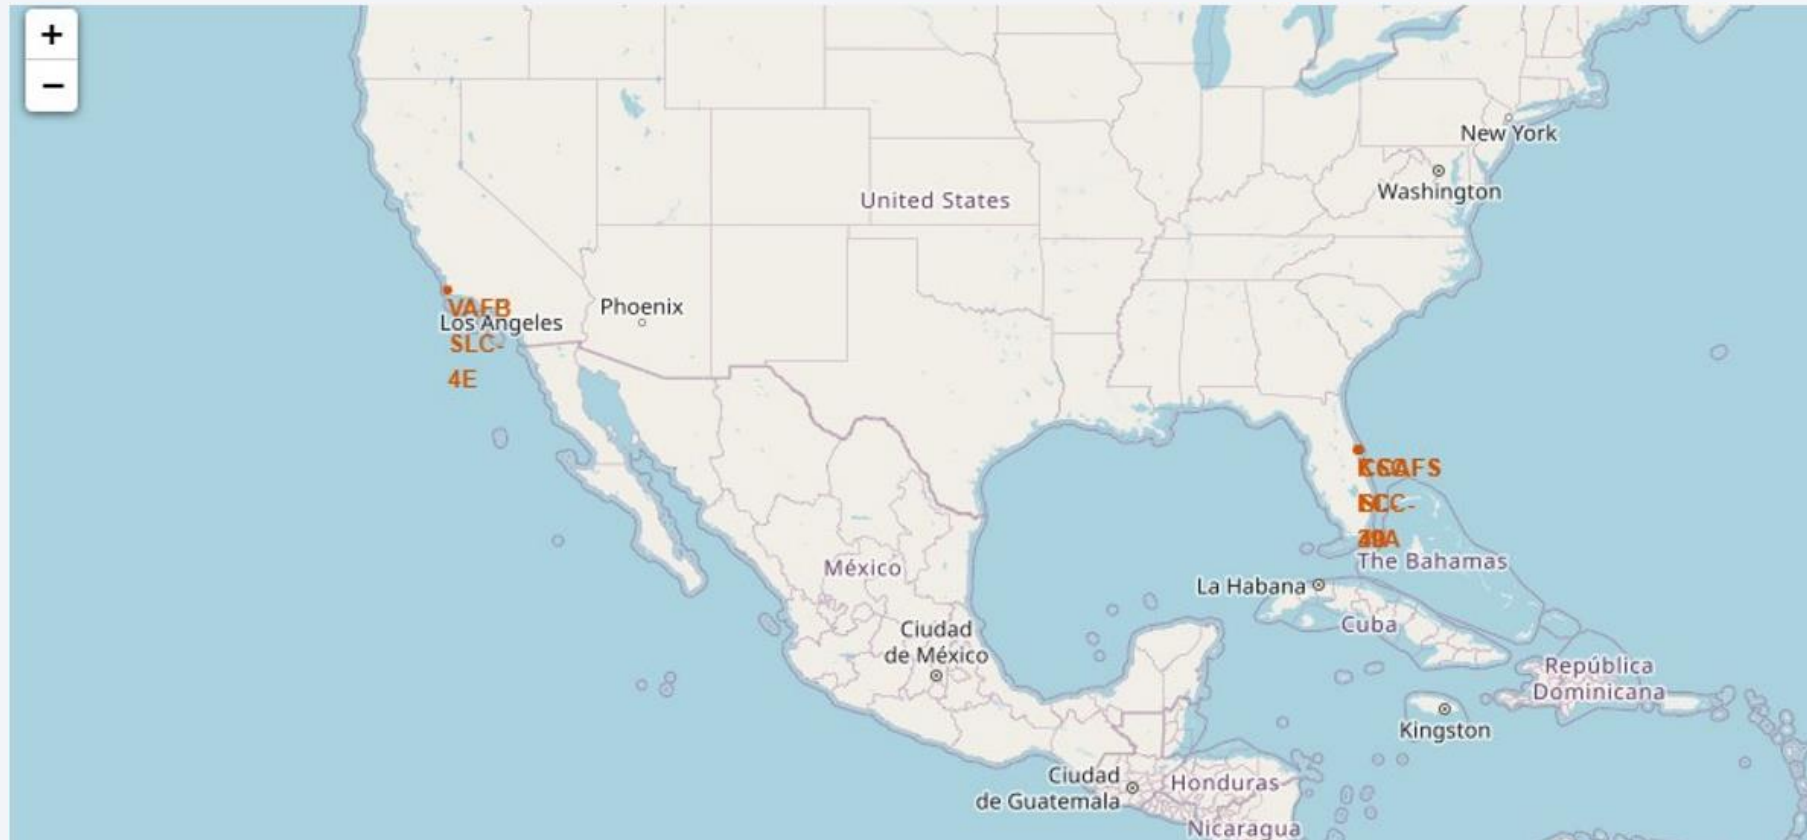 +
−
New York
Washington
United States
VAFB
Los Angeles
SLC-
4E
Phoenix
The Bahamas
La Habana
México
Cuba
Ciudad
de México
República
Dominicana
Kingston
Ciudad
de Guatemala
Honduras
Nicaragua